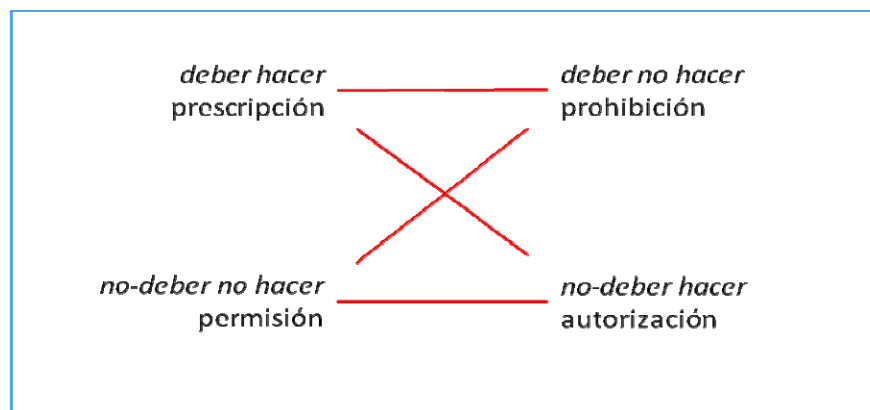 deber hacer
prescripción
deber no hacer
prohibición
no-deber no hacer
permisión
no-deber hacer
autorización